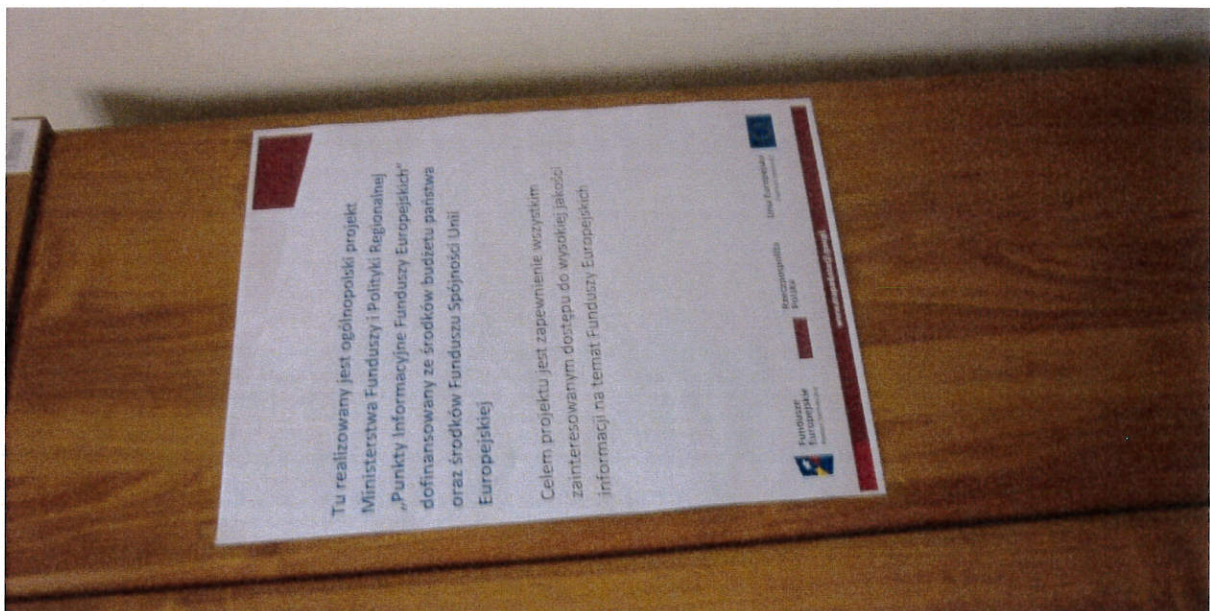 Tu realizowany jest ogólnopolski projekt
Ministerstwa Funduszy i Polityki Regionalnej
„Punkty Informacyjne Funduszy Europejskich”
dofinansowany ze środków budżetu państwa
oraz środków Funduszu Spójności Unii
Europejskiej
Celem projektu jest zapewnienie wszystkim
zainteresowanym dostępu do wysokiej jakości
informacji na temat Funduszy Europejskich
Fundusze
Europejskie
Rzeczpospolita
Polska
Unia Europejska